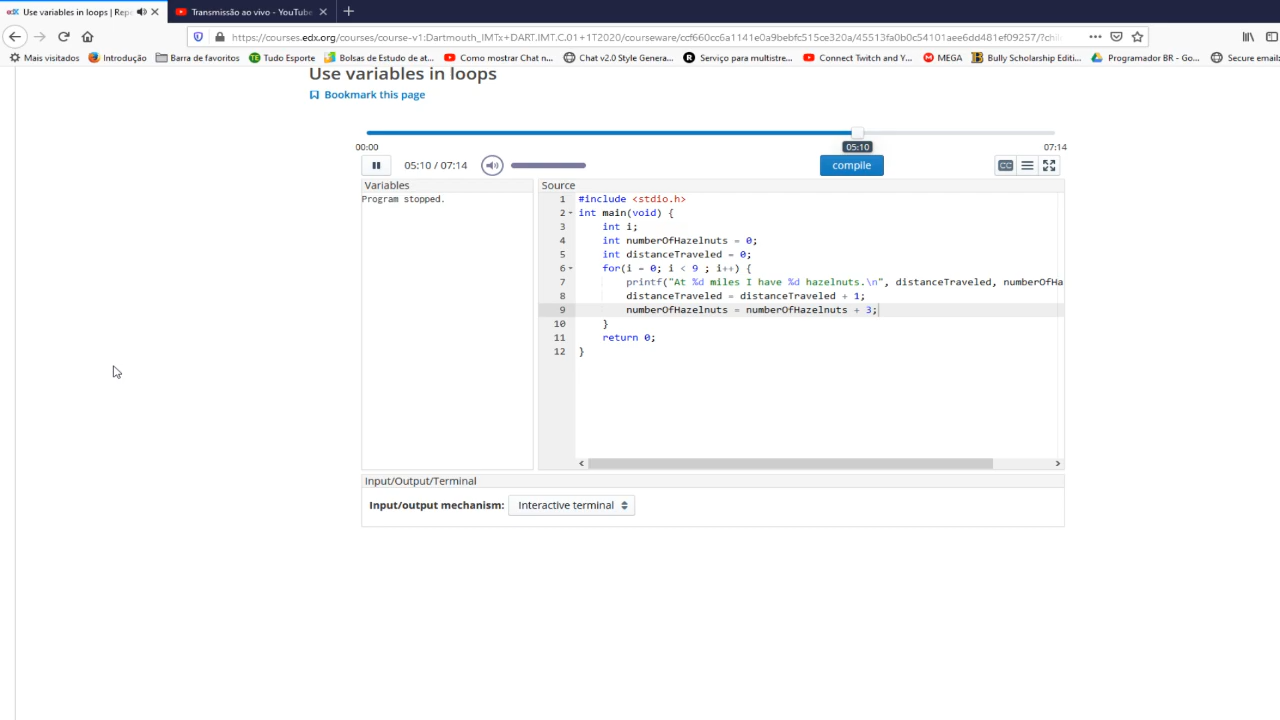 Use variables in loops | Rep
Transmissão ao vivo - YouTube
https://courses.edx.org/courses/course-v1:Dartmouth_IMTx+DART.IMT.C.01+1T2020/courseware/ccf660cc6a1141e0a9bebfc515ce320a/45513fa0b0c54101aee6dd481ef09257/?chi
Mais visitados Introdução Barra de favoritos Tudo Esporte Bolsas de Estudo de at... Como mostrar Chat n... Chat v2.0 Style Genera... Serviço para multistre... Connect Twitch and Y... MEGA Bully Scholarship Editi... Programador BR - Go... Secure email:
Use variables in loops
Bookmark this page
00:00 05:10 07:14
05:10 / 07:14 compile CC
Variables Source
Program stopped.
1 #include <stdio.h>
2 int main(void) {
3 int i;
4 int numberOfHazelnuts = 0;
5 int distanceTraveled = 0;
6 for(i = 0; i < 9 ; i++) {
7 printf("At %d miles I have %d hazelnuts.\n", distanceTraveled, numberOfHa
8 distanceTraveled = distanceTraveled + 1;
9 numberOfHazelnuts = numberOfHazelnuts + 3;
10 }
11 return 0;
12 }
Input/Output/Terminal
Input/output mechanism: Interactive terminal